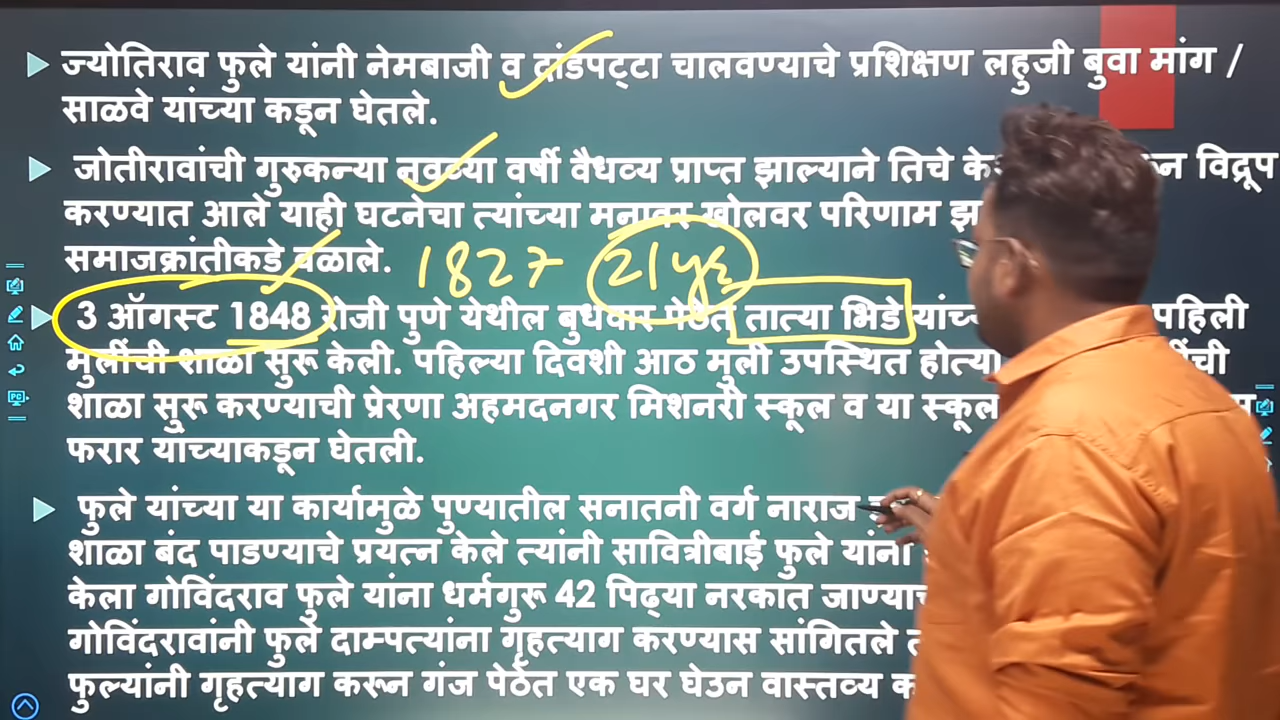 ज्योतिराव फुले यांनी नेमबाजी व दांडपट्टा चालवण्याचे प्रशिक्षण लहुजी बुवा मांग /
साळवे यांच्या कडून घेतले.
जोतीरावांची गुरुकन्या नवव्या वर्षी वैधव्य प्राप्त झाल्याने तिचे विद्रूप
करण्यात आले याही घटनेचा त्यांच्या मनावर खोलवर परिणाम
समाजक्रांतीकडे वळाले. 1827 21
3 ऑगस्ट 1848 रोजी पुणे येथील बुधवार पेठेत तात्या भिडे पहिली
मुलींची शाळा सुरू केली. पहिल्या दिवशी आठ मुली उपस्थित
शाळा सुरू करण्याची प्रेरणा अहमदनगर मिशनरी स्कूल व या स्कूल
फरार यांच्याकडून घेतली.
फुले यांच्या या कार्यामुळे पुण्यातील सनातनी वर्ग नाराज
शाळा बंद पाडण्याचे प्रयत्न केले त्यांनी सावित्रीबाई फुले यांना
केला गोविंदराव फुले यांना धर्मगुरू 42 पिढ्या नरकात
गोविंदरावांनी फुले दाम्पत्यांना गृहत्याग करण्यास सांगितले
फुल्यांनी गृहत्याग करून गंज पेठेत एक घर घेउन वास्तव्य